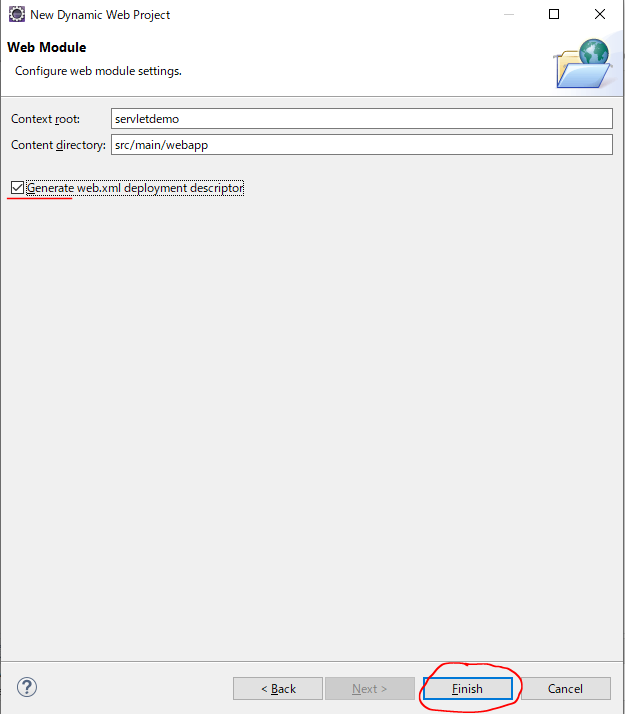 New Dynamic Web Project
Web Module
Configure web module settings.
Context root: servletdemo
Content directory: src/main/webapp
Generate web.xml deployment descriptor
? < Back Next > Finish Cancel